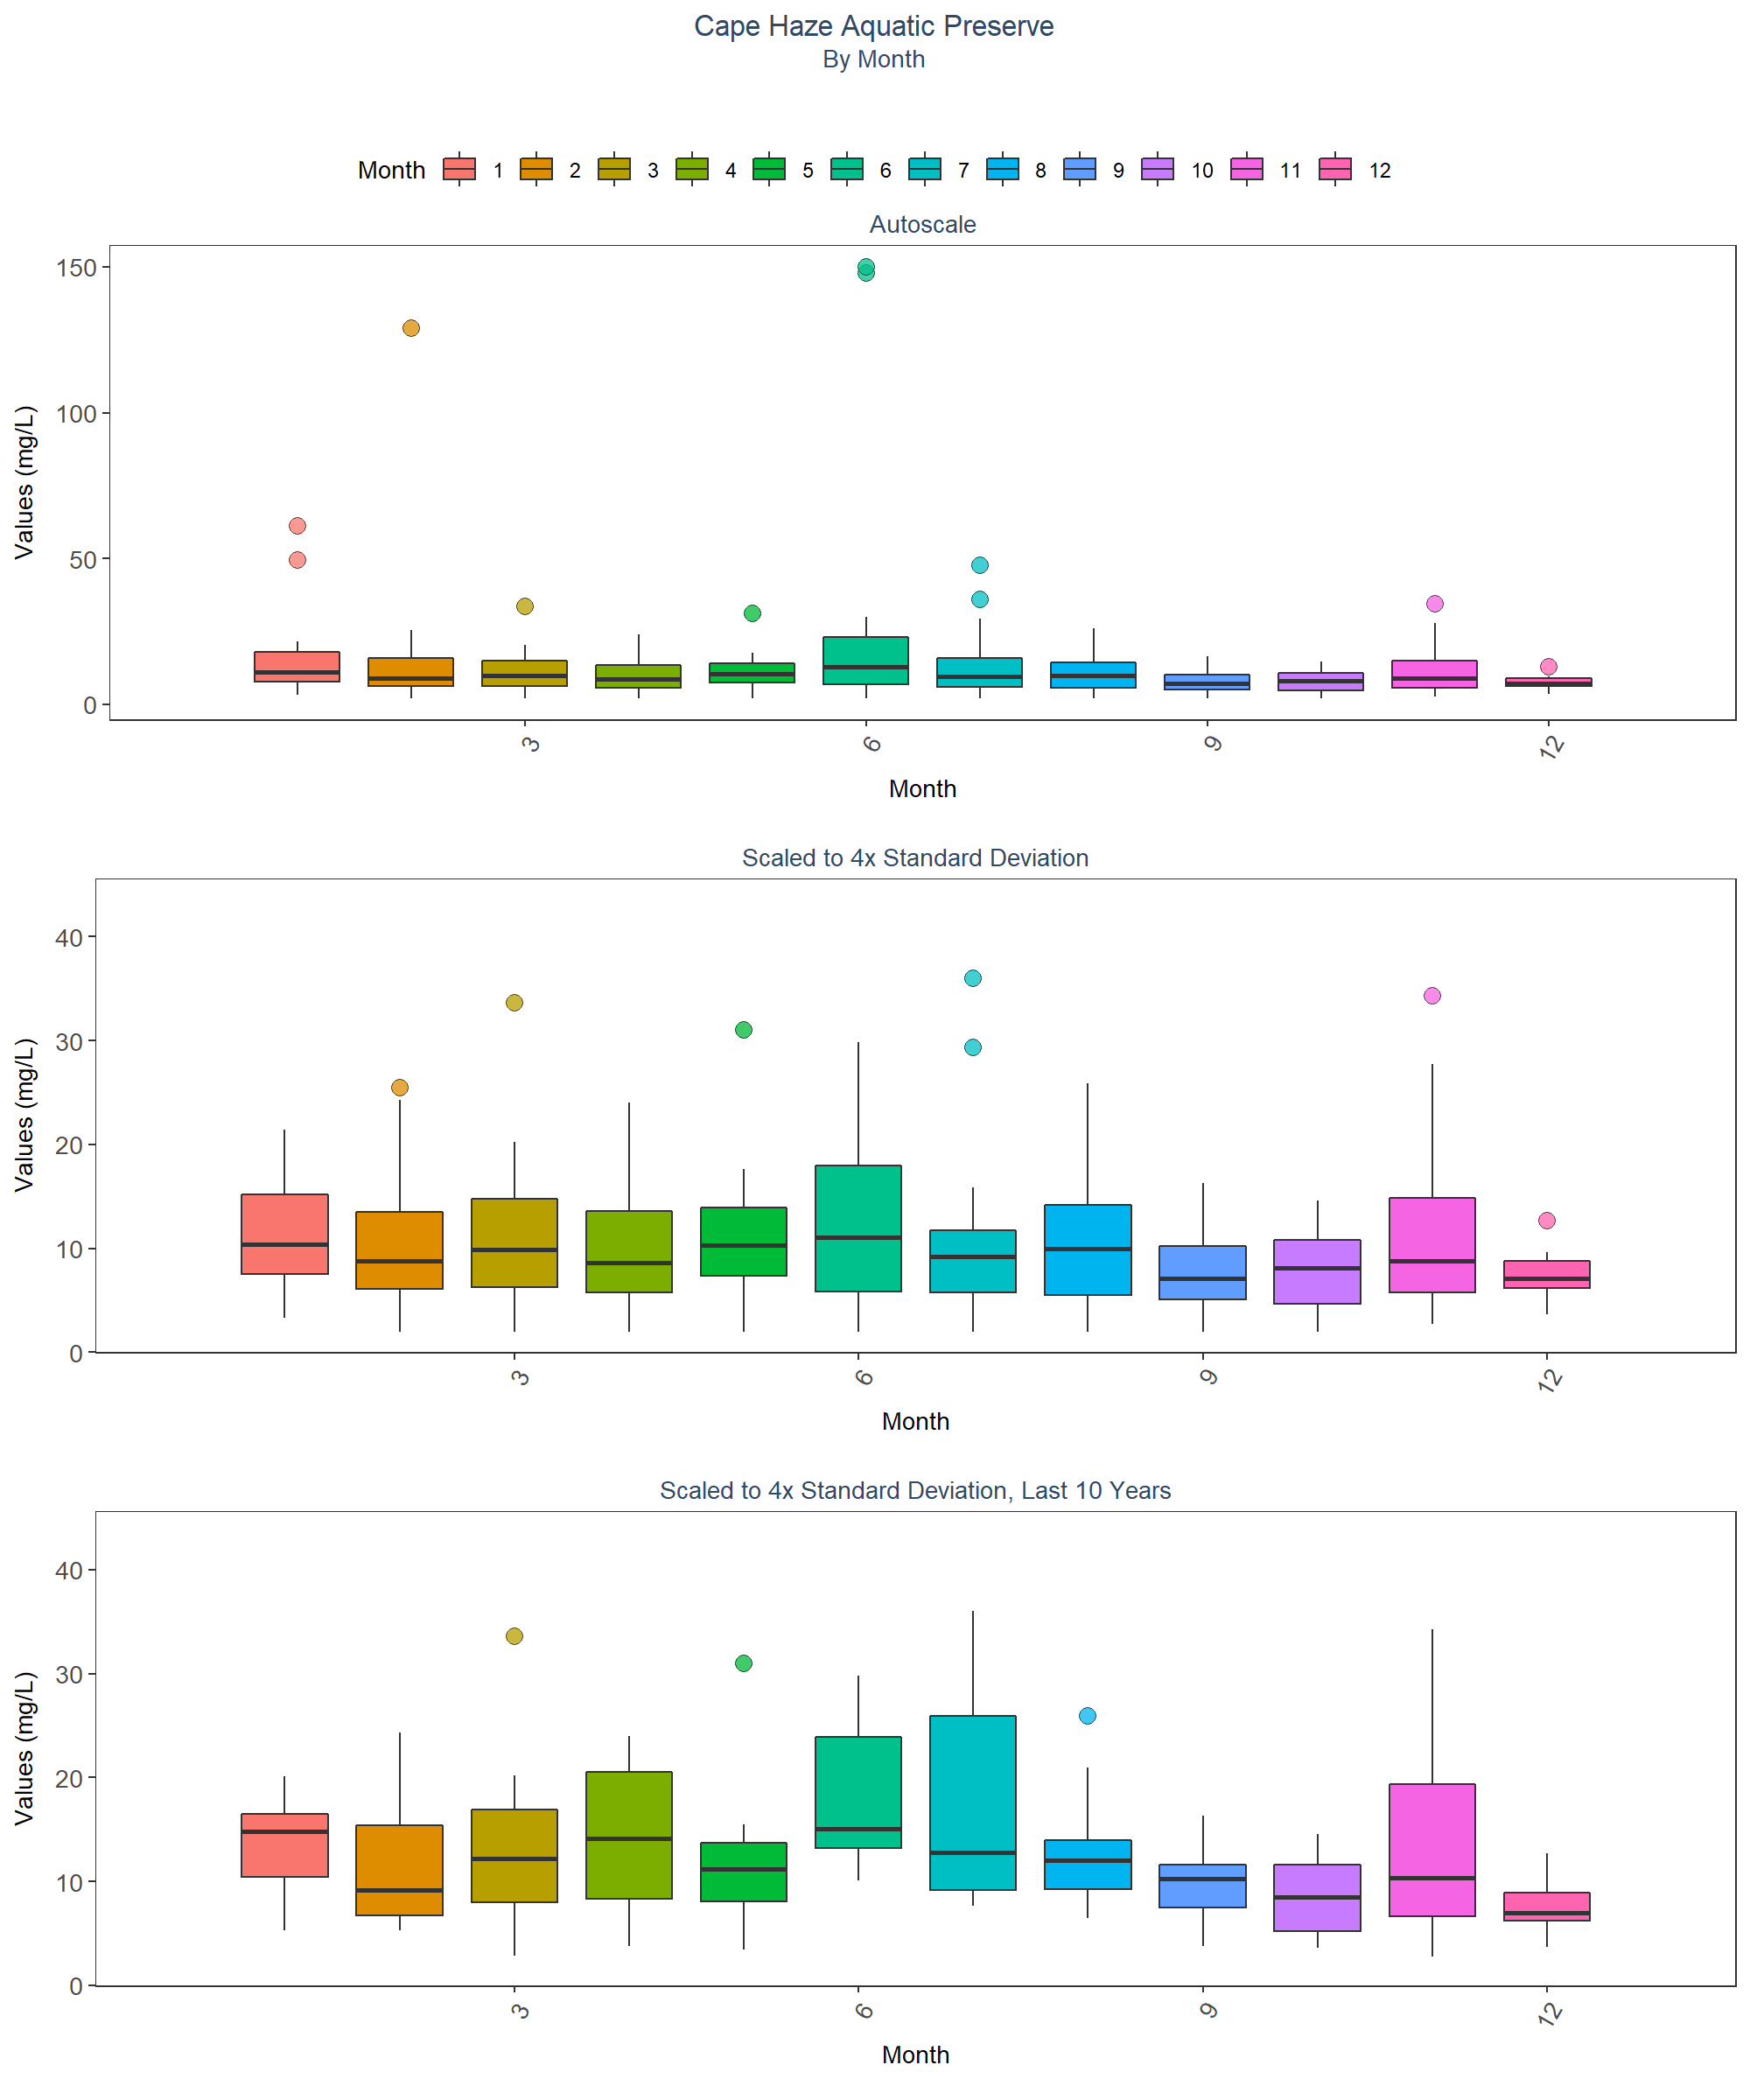 Cape Haze Aquatic Preserve
By Month
Month 1 2 3 4 5 6 7 8 9 10 11 12
Autoscale
150
100
50
0
Values (mg/L)
3 6 9 12
Month
Scaled to 4x Standard Deviation
40
30
20
10
0
Values (mg/L)
3 6 9 12
Month
Scaled to 4x Standard Deviation, Last 10 Years
40
30
20
10
0
Values (mg/L)
3 6 9 12
Month